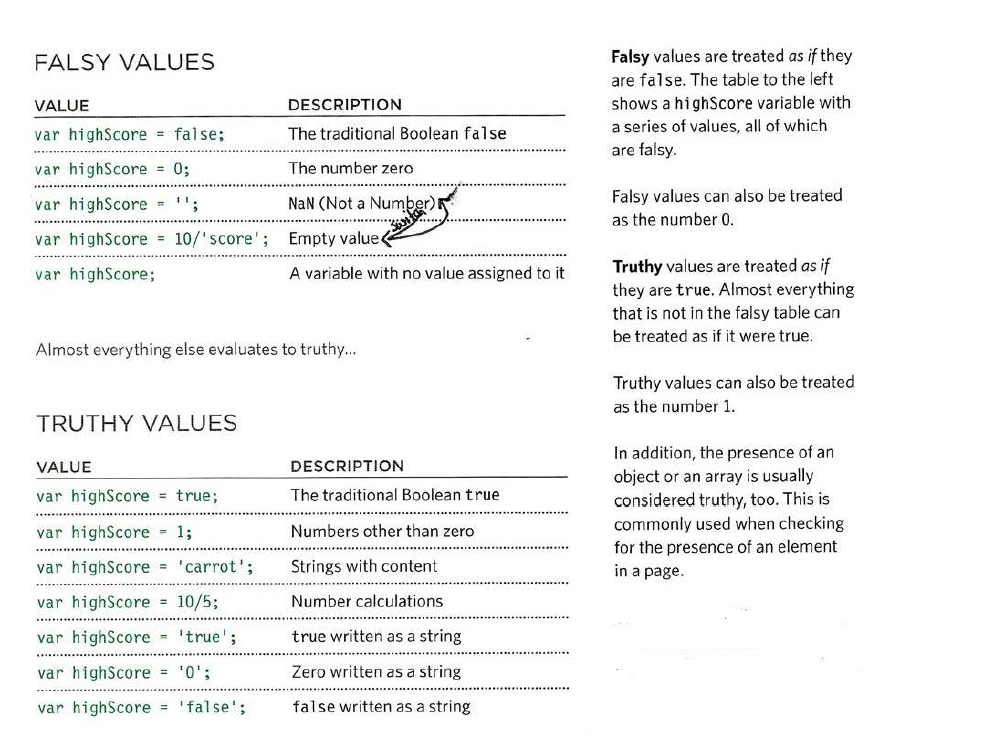 FALSY VALUES
VALUE DESCRIPTION
var highScore = false; The traditional Boolean false
var highScore = 0; The number zero
var highScore = ''; NaN (Not a Number)
switch
var highScore = 10/'score'; Empty value
var highScore; A variable with no value assigned to it
Almost everything else evaluates to truthy...
TRUTHY VALUES
VALUE DESCRIPTION
var highScore = true; The traditional Boolean true
var highScore = 1; Numbers other than zero
var highScore = 'carrot'; Strings with content
var highScore = 10/5; Number calculations
var highScore = 'true'; true written as a string
var highScore = '0'; Zero written as a string
var highScore = 'false'; false written as a string
Falsy values are treated as if they
are false. The table to the left
shows a highScore variable with
a series of values, all of which
are falsy.
Falsy values can also be treated
as the number 0.
Truthy values are treated as if
they are true. Almost everything
that is not in the falsy table can
be treated as if it were true.
Truthy values can also be treated
as the number 1.
In addition, the presence of an
object or an array is usually
considered truthy, too. This is
commonly used when checking
for the presence of an element
in a page.